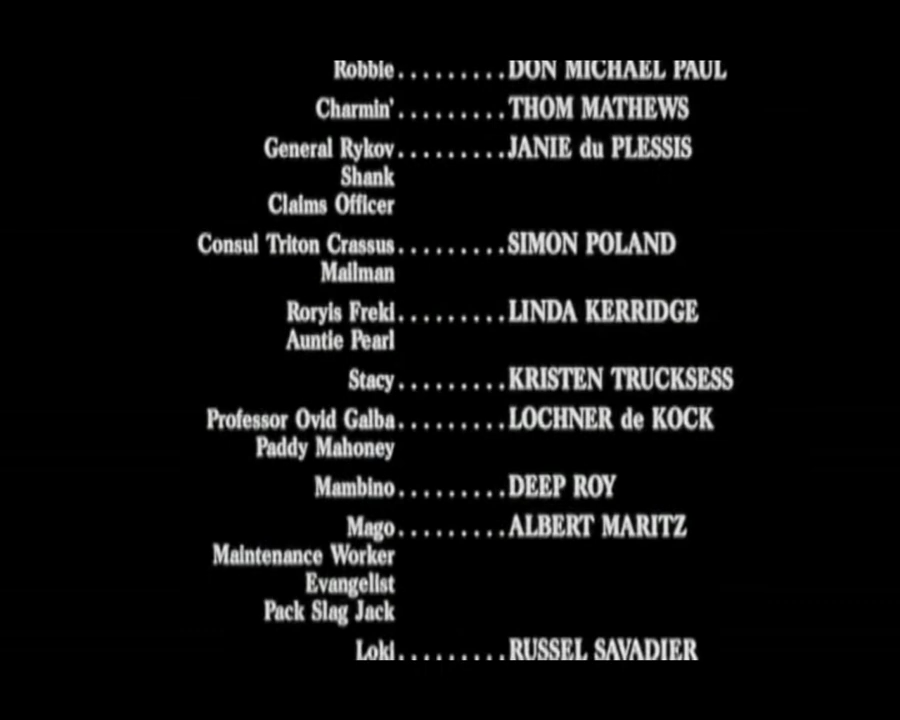 Robbie.........DON MICHAEL PAUL
Charmin'.........THOM MATHEWS
General Rykov.........JANIE du PLESSIS
Shank
Claims Officer
Consul Triton Crassus.........SIMON POLAND
Mailman
Roryis Freki.........LINDA KERRIDGE
Auntie Pearl
Stacy.........KRISTEN TRUCKSESS
Professor Ovid Galba.........LOCHNER de KOCK
Paddy Mahoney
Mambino.........DEEP ROY
Mago.........ALBERT MARITZ
Maintenance Worker
Evangelist
Pack Slag Jack
Loki.........RUSSEL SAVADIER